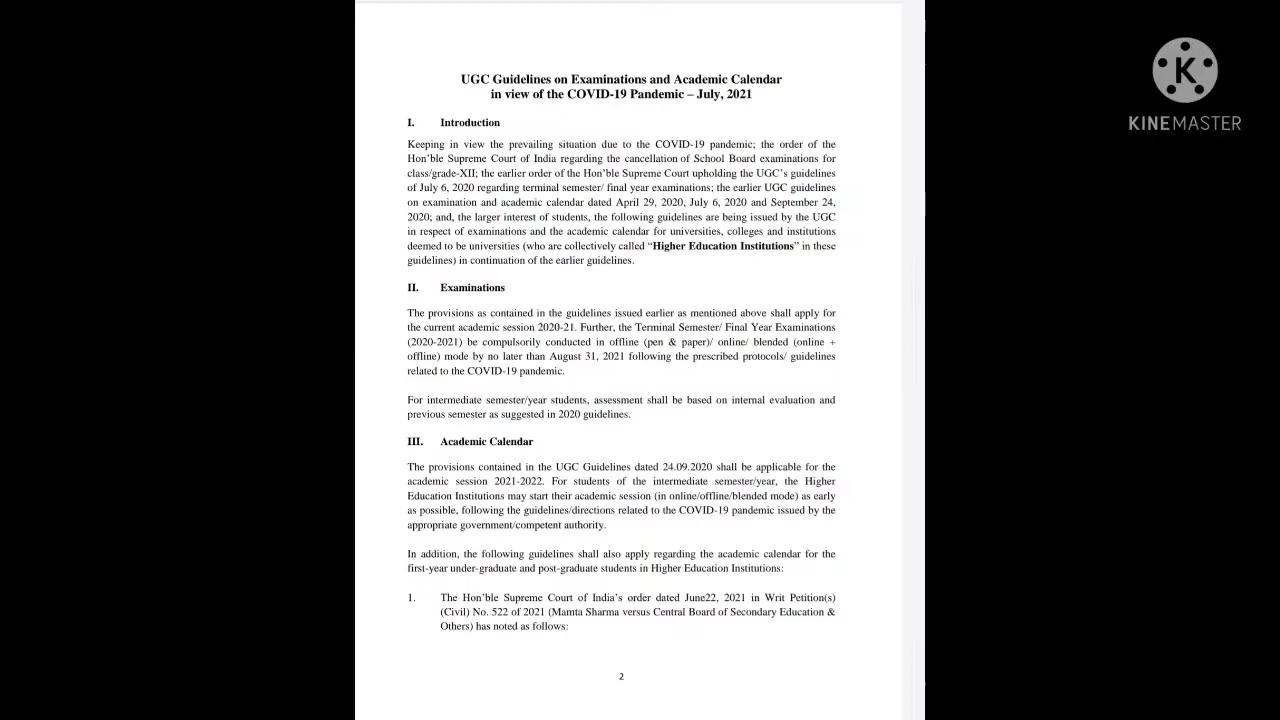 UGC Guidelines on Examinations and Academic Calendar
in view of the COVID-19 Pandemic – July, 2021
K
KINEMASTER
I. Introduction
Keeping in view the prevailing situation due to the COVID-19 pandemic; the order of the
Hon'ble Supreme Court of India regarding the cancellation of School Board examinations for
class/grade-XII; the earlier order of the Hon'ble Supreme Court upholding the UGC's guidelines
of July 6, 2020 regarding terminal semester/ final year examinations; the earlier UGC guidelines
on examination and academic calendar dated April 29, 2020, July 6, 2020 and September 24,
2020; and, the larger interest of students, the following guidelines are being issued by the UGC
in respect of examinations and the academic calendar for universities, colleges and institutions
deemed to be universities (who are collectively called “Higher Education Institutions” in these
guidelines) in continuation of the earlier guidelines.
II. Examinations
The provisions as contained in the guidelines issued earlier as mentioned above shall apply for
the current academic session 2020-21. Further, the Terminal Semester/ Final Year Examinations
(2020-2021) be compulsorily conducted in offline (pen & paper)/ online/ blended (online +
offline) mode by no later than August 31, 2021 following the prescribed protocols/ guidelines
related to the COVID-19 pandemic.
For intermediate semester/year students, assessment shall be based on internal evaluation and
previous semester as suggested in 2020 guidelines.
III. Academic Calendar
The provisions contained in the UGC Guidelines dated 24.09.2020 shall be applicable for the
academic session 2021-2022. For students of the intermediate semester/year, the Higher
Education Institutions may start their academic session (in online/offline/blended mode) as early
as possible, following the guidelines/directions related to the COVID-19 pandemic issued by the
appropriate government/competent authority.
In addition, the following guidelines shall also apply regarding the academic calendar for the
first-year under-graduate and post-graduate students in Higher Education Institutions:
1. The Hon'ble Supreme Court of India's order dated June22, 2021 in Writ Petition(s)
(Civil) No. 522 of 2021 (Mamta Sharma versus Central Board of Secondary Education &
Others) has noted as follows:
2